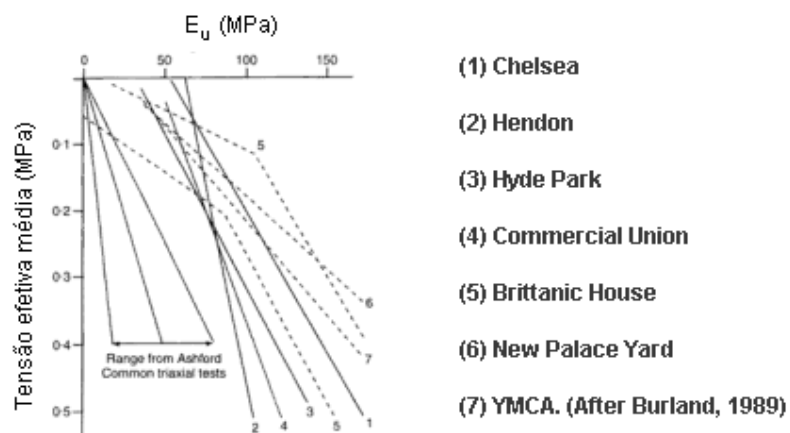 E_u (MPa)
0 50 100 150
Tensão efetiva média (MPa)
0·1
0·2
0·3
0·4
0·5
5
6
7
Range from Ashford
Common triaxial tests
2 4 3 5 1
(1) Chelsea
(2) Hendon
(3) Hyde Park
(4) Commercial Union
(5) Brittanic House
(6) New Palace Yard
(7) YMCA. (After Burland, 1989)